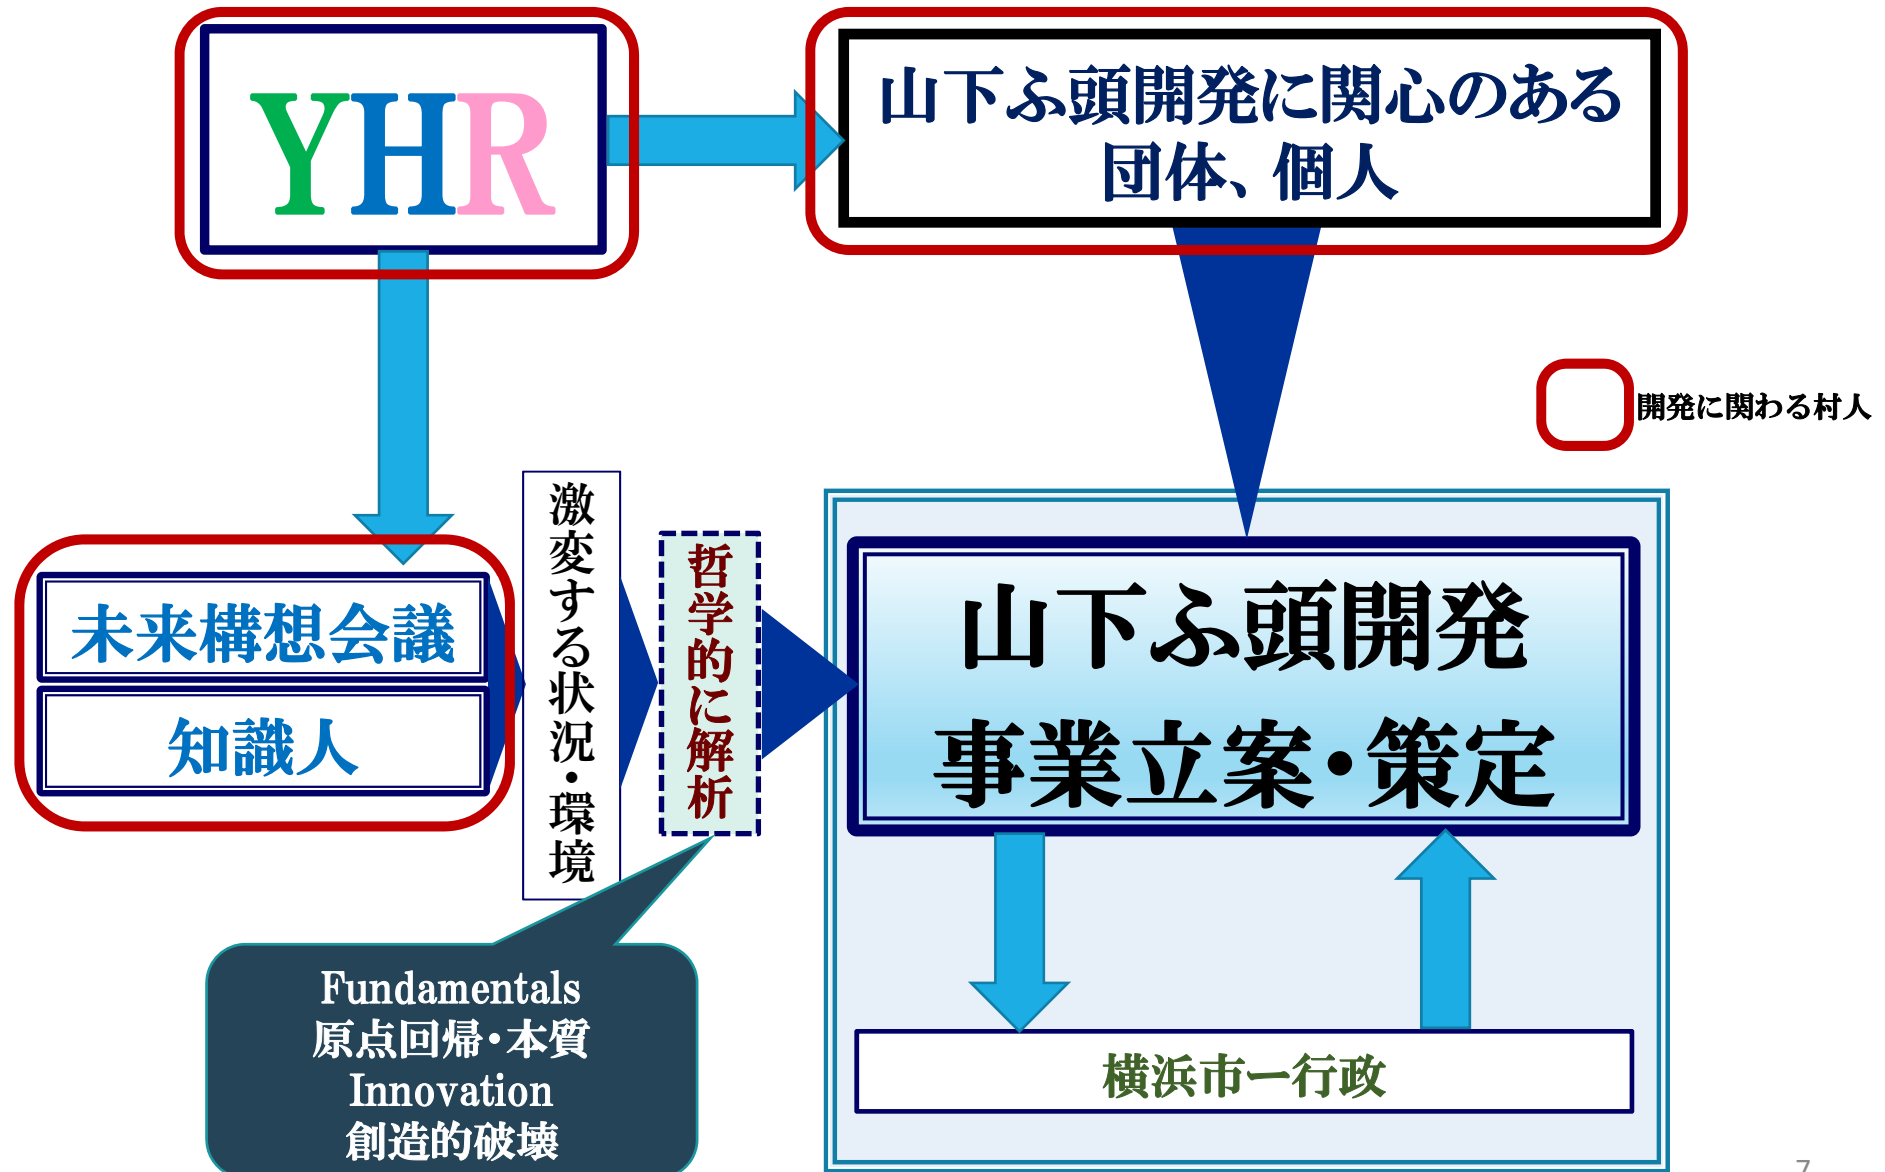 YHR
山下ふ頭開発に関心のある
団体、個人
開発に関わる村人
未来構想会議
知識人
激変する状況・環境
哲学的に解析
山下ふ頭開発
事業立案・策定
Fundamentals
原点回帰・本質
Innovation
創造的破壊
横浜市ー行政
7